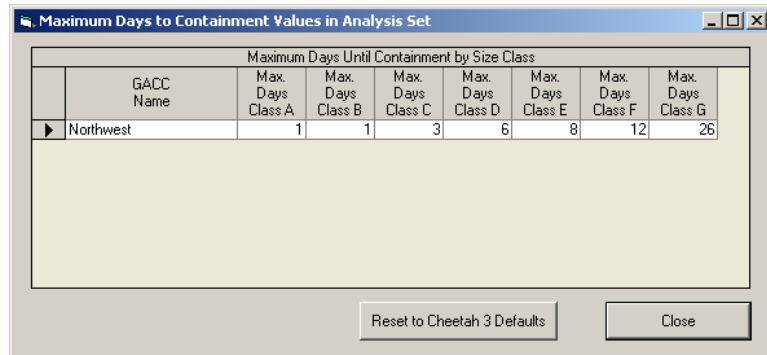 Maximum Days to Containment Values in Analysis Set
Maximum Days Until Containment by Size Class
GACC Name Max. Days Class A Max. Days Class B Max. Days Class C Max. Days Class D Max. Days Class E Max. Days Class F Max. Days Class G
Northwest 1 1 3 6 8 12 26
Reset to Cheetah 3 Defaults Close